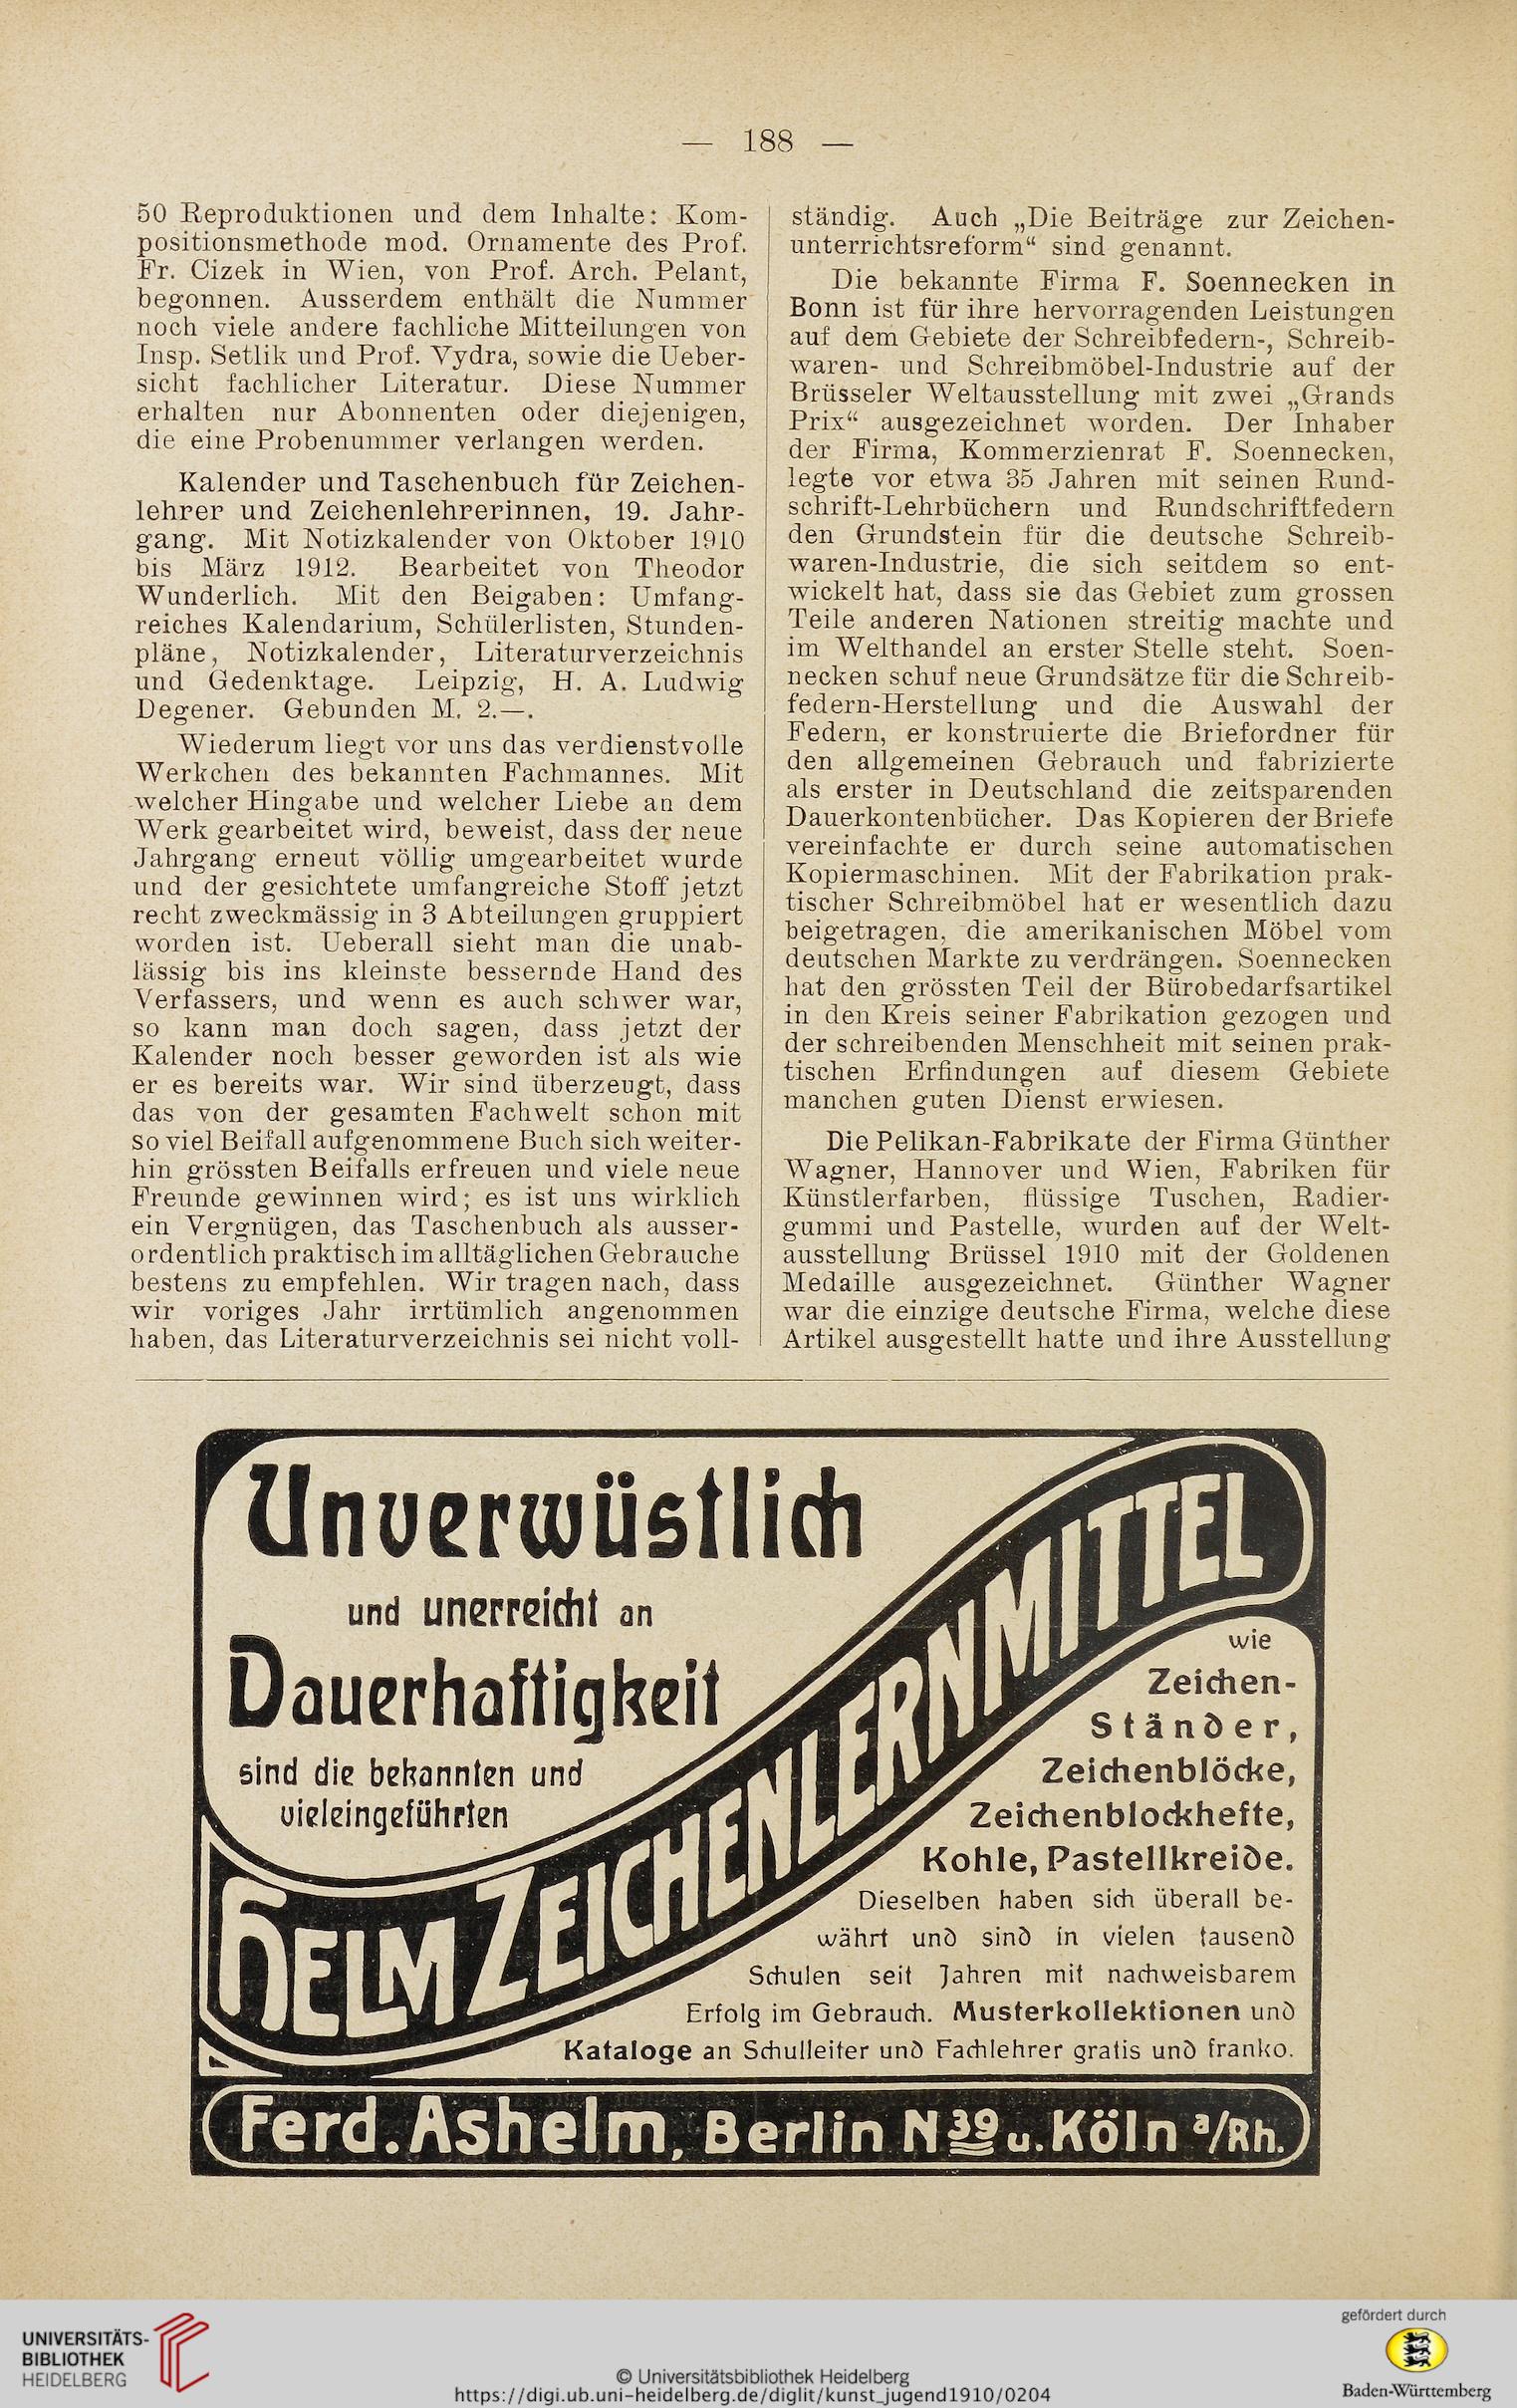 — 188 —
50 Reproduktionen und dem Inhalte: Kom-
positionsmethode mod. Ornamente des Prof.
Fr. Cizek in Wien, von Prof. Arch. Pelant,
begonnen. Ausserdem enthält die Nummer
noch viele andere fachliche Mitteilungen von
Insp. Setlik und Prof. Vydra, sowie die Ueber-
sicht fachlicher Literatur. Diese Nummer
erhalten nur Abonnenten oder diejenigen,
die eine Probenummer verlangen werden.
Kalender und Taschenbuch für Zeichen-
lehrer und Zeichenlehrerinnen, 19. Jahr-
gang. Mit Notizkalender von Oktober 1910
bis März 1912. Bearbeitet von Theodor
Wunderlich. Mit den Beigaben: Umfang-
reiches Kalendarium, Schülerlisten, Stunden-
pläne, Notizkalender, Literaturverzeichnis
und Gedenktage. Leipzig, H. A. Ludwig
Degener. Gebunden M. 2.—.
Wiederum liegt vor uns das verdienstvolle
Werkchen des bekannten Fachmannes. Mit
welcher Hingabe und welcher Liebe an dem
Werk gearbeitet wird, beweist, dass der neue
Jahrgang erneut völlig umgearbeitet wurde
und der gesichtete umfangreiche Stoff jetzt
recht zweckmässig in 3 Abteilungen gruppiert
worden ist. Ueberall sieht man die unab-
lässig bis ins kleinste bessernde Hand des
Verfassers, und wenn es auch schwer war,
so kann man doch sagen, dass jetzt der
Kalender noch besser geworden ist als wie
er es bereits war. Wir sind überzeugt, dass
das von der gesamten Fachwelt schon mit
so viel Beifall aufgenommene Buch sich weiter-
hin grössten Beifalls erfreuen und viele neue
Freunde gewinnen wird; es ist uns wirklich
ein Vergnügen, das Taschenbuch als ausser-
ordentlich praktisch im alltäglichen Gebrauche
bestens zu empfehlen. Wir tragen nach, dass
wir voriges Jahr irrtümlich angenommen
haben, das Literaturverzeichnis sei nicht voll-
ständig. Auch „Die Beiträge zur Zeichen-
unterrichtsreform“ sind genannt.
Die bekannte Firma F. Soennecken in
Bonn ist für ihre hervorragenden Leistungen
auf dem Gebiete der Schreibfedern-, Schreib-
waren- und Schreibmöbel-Industrie auf der
Brüsseler Weltausstellung mit zwei „Grands
Prix“ ausgezeichnet worden. Der Inhaber
der Firma, Kommerzienrat F. Soennecken,
legte vor etwa 35 Jahren mit seinen Rund-
schrift-Lehrbüchern und Rundschriftfedern
den Grundstein für die deutsche Schreib-
waren-Industrie, die sich seitdem so ent-
wickelt hat, dass sie das Gebiet zum grossen
Teile anderen Nationen streitig machte und
im Welthandel an erster Stelle steht. Soen-
necken schuf neue Grundsätze für die Schreib-
federn-Herstellung und die Auswahl der
Federn, er konstruierte die Briefordner für
den allgemeinen Gebrauch und fabrizierte
als erster in Deutschland die zeitsparenden
Dauerkontenbücher. Das Kopieren der Briefe
vereinfachte er durch seine automatischen
Kopiermaschinen. Mit der Fabrikation prak-
tischer Schreibmöbel hat er wesentlich dazu
beigetragen, die amerikanischen Möbel vom
deutschen Markte zu verdrängen. Soennecken
hat den grössten Teil der Bürobedarfsartikel
in den Kreis seiner Fabrikation gezogen und
der schreibenden Menschheit mit seinen prak-
tischen Erfindungen auf diesem Gebiete
manchen guten Dienst erwiesen.
Die Pelikan-Fabrikate der Firma Günther
Wagner, Hannover und Wien, Fabriken für
Künstlerfarben, flüssige Tuschen, Radier-
gummi und Pastelle, wurden auf der Welt-
ausstellung Brüssel 1910 mit der Goldenen
Medaille ausgezeichnet. Günther Wagner
war die einzige deutsche Firma, welche diese
Artikel ausgestellt hatte und ihre Ausstellung
Unverwüstlich
und unerreicht an
Dauerhaftigkeit
sind die bekannten und
vieleingeführten
HELM ZEICHENLERNMITTEL
wie
Zeichen-
Ständer,
Zeichenblöcke,
Zeichenblockhefte,
Kohle, Pastellkreide.
Dieselben haben sich überall be-
währt und sind in vielen tausend
Schulen seit Jahren mit nachweisbarem
Erfolg im Gebrauch. Musterkollektionen und
Kataloge an Schulleiter und Fachlehrer gratis und franko.
Ferd. Ashelm, Berlin N 39 u. Köln a/Rh.
UNIVERSITÄTS-
BIBLIOTHEK
HEIDELBERG
© Universitätsbibliothek Heidelberg
https://digi.ub.uni-heidelberg.de/diglit/kunst_jugend1910/0204
gefördert durch
Baden-Württemberg